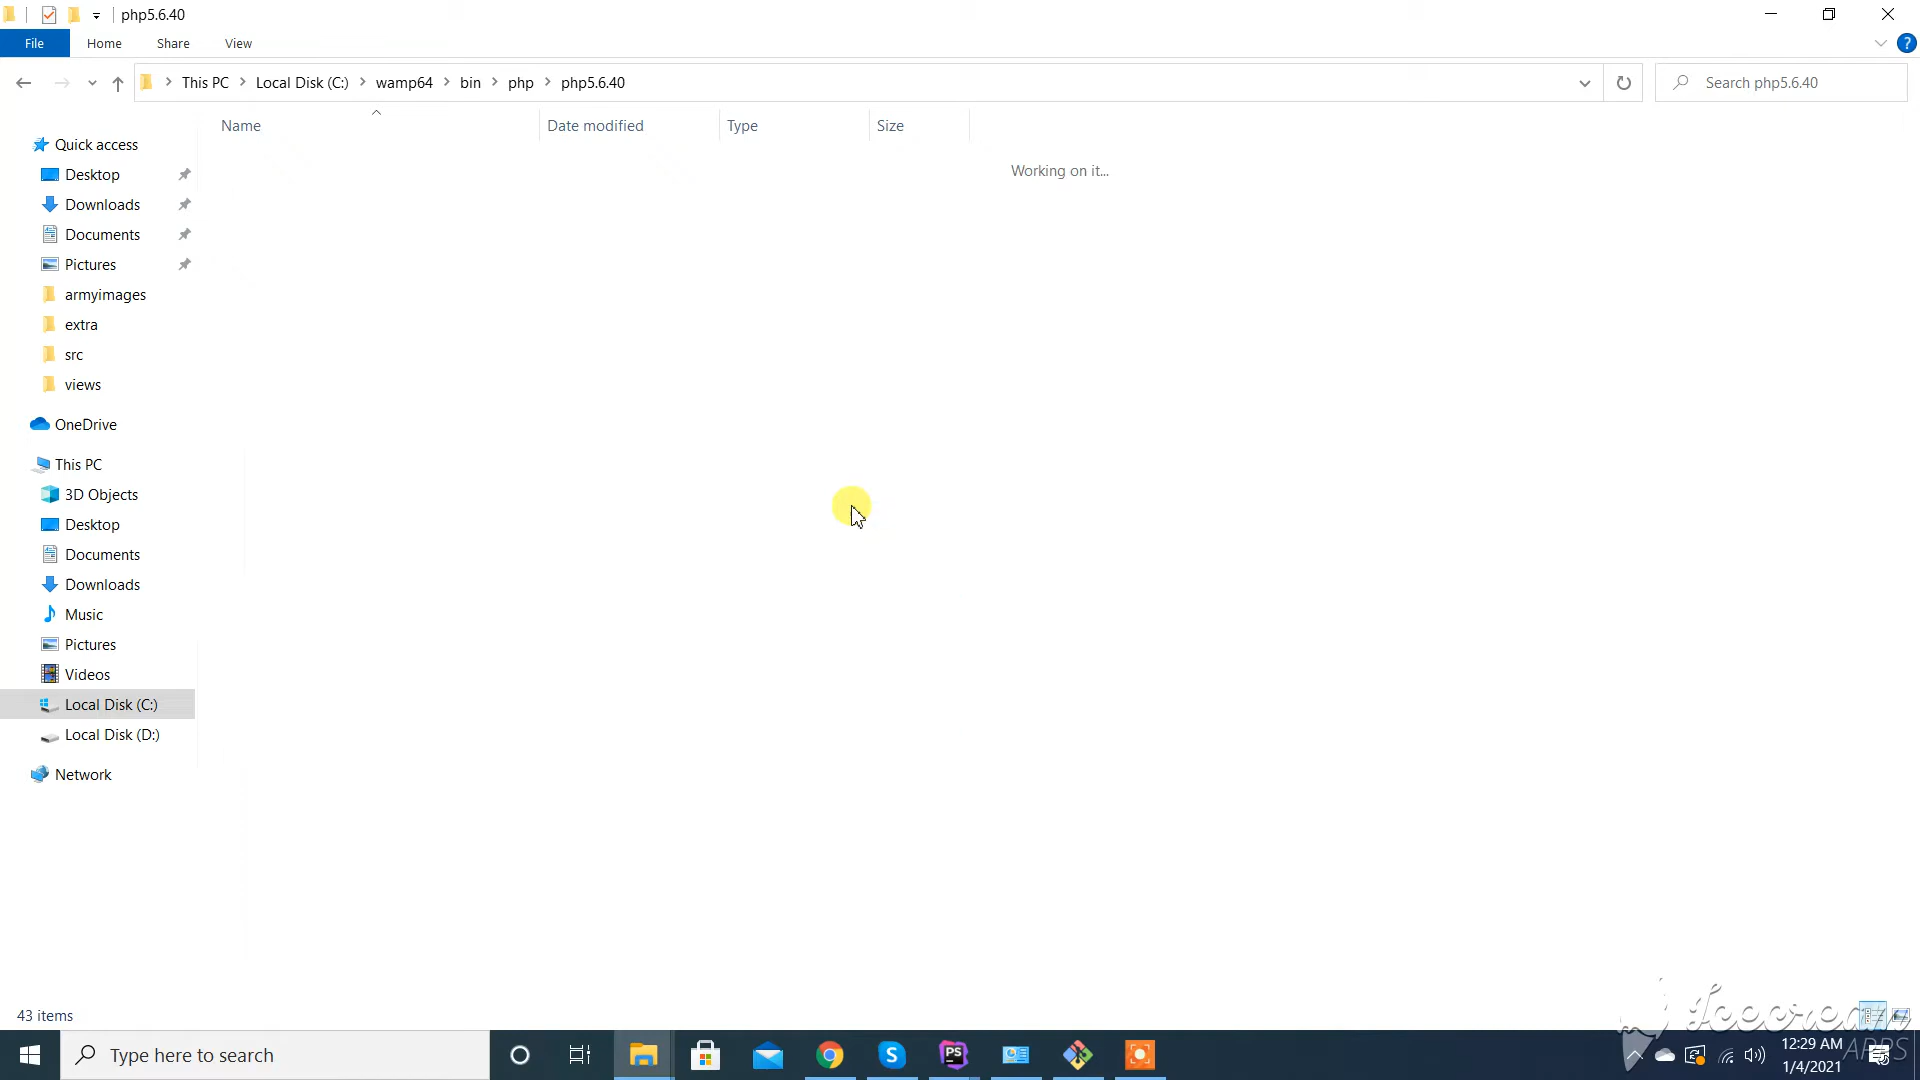 php5.6.40
File Home Share View
This PC Local Disk (C:) wamp64 bin php php5.6.40
Search php5.6.40
Name Date modified Type Size
Working on it...
Quick access
Desktop
Downloads
Documents
Pictures
armyimages
extra
src
views
OneDrive
This PC
3D Objects
Desktop
Documents
Downloads
Music
Pictures
Videos
Local Disk (C:)
Local Disk (D:)
Network
43 items
Icecream
APPS
Type here to search
PS
12:29 AM
1/4/2021